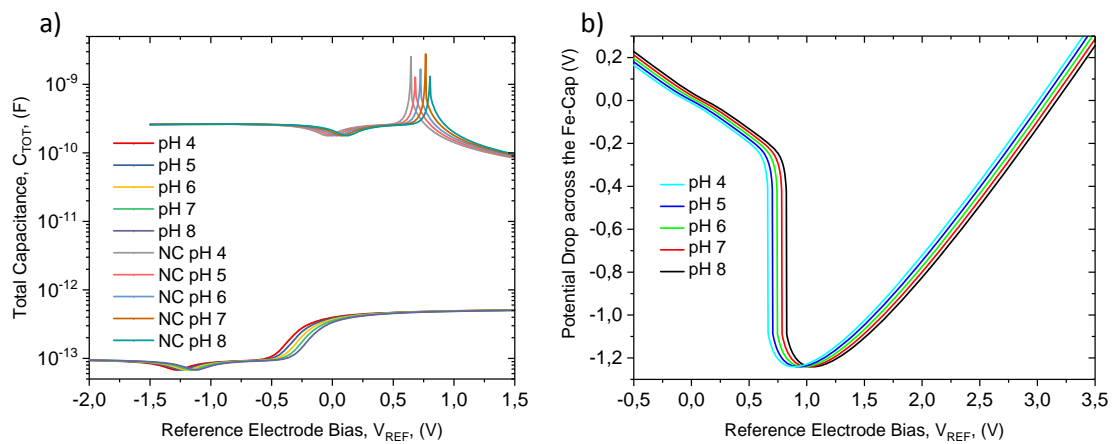 a)
Total Capacitance, C_TOT, (F)
10⁻⁹
10⁻¹⁰
10⁻¹¹
10⁻¹²
10⁻¹³
pH 4
pH 5
pH 6
pH 7
pH 8
NC pH 4
NC pH 5
NC pH 6
NC pH 7
NC pH 8
-2,0 -1,5 -1,0 -0,5 0,0 0,5 1,0 1,5
Reference Electrode Bias, V_REF, (V)
b)
Potential Drop across the Fe-Cap (V)
0,2
0,0
-0,2
-0,4
-0,6
-0,8
-1,0
-1,2
pH 4
pH 5
pH 6
pH 7
pH 8
-0,5 0,0 0,5 1,0 1,5 2,0 2,5 3,0 3,5
Reference Electrode Bias, V_REF, (V)